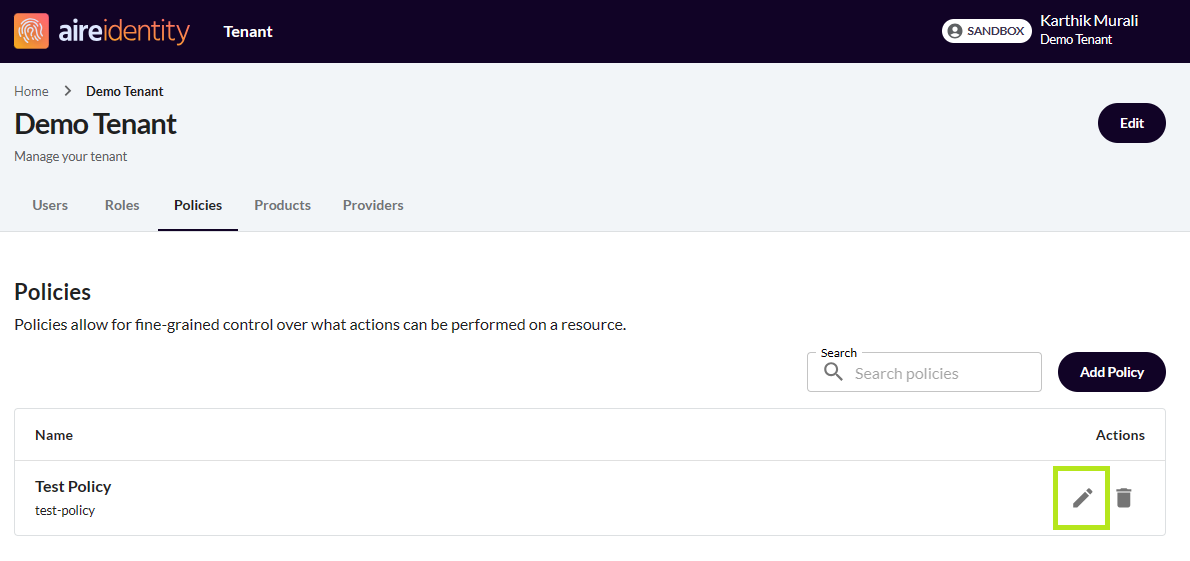 aireidentity Tenant SANDBOX Karthik Murali
Demo Tenant
Home Demo Tenant
Demo Tenant
Edit
Manage your tenant
Users Roles Policies Products Providers
Policies
Policies allow for fine-grained control over what actions can be performed on a resource.
Search
Search policies
Add Policy
Name Actions
Test Policy
test-policy